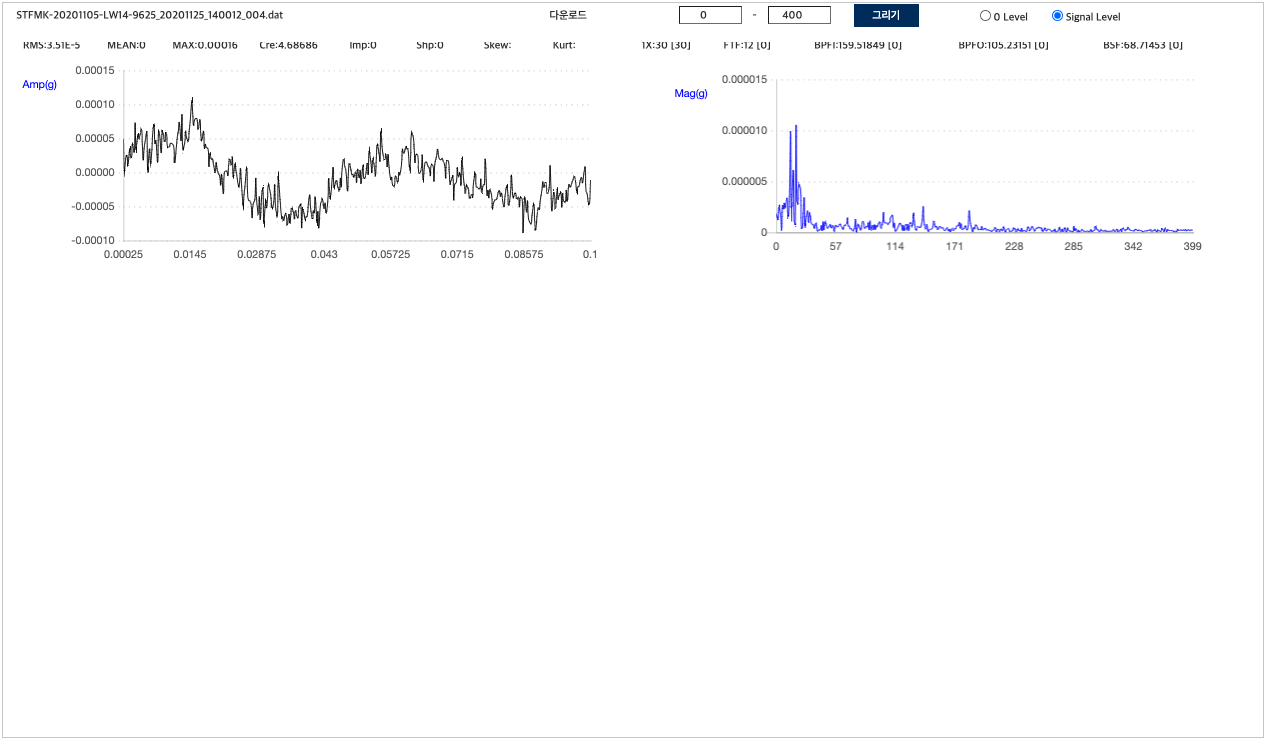 STFMK-20201105-LW14-9625_20201125_140012_004.dat 다운로드 0 - 400 그리기 0 Level Signal Level
RMS:3.51E-5 MEAN:0 MAX:0.00016 Cre:4.68686 Imp:0 Shp:0 Skew: Kurt: 1X:30 [30] FTF:12 [0] BPFI:159.51849 [0] BPFO:105.23151 [0] BSF:68.71453 [0]
Amp(g)
0.00015
0.00010
0.00005
0.00000
-0.00005
-0.00010
0.00025 0.0145 0.02875 0.043 0.05725 0.0715 0.08575 0.1
Mag(g)
0.000015
0.000010
0.000005
0
0 57 114 171 228 285 342 399